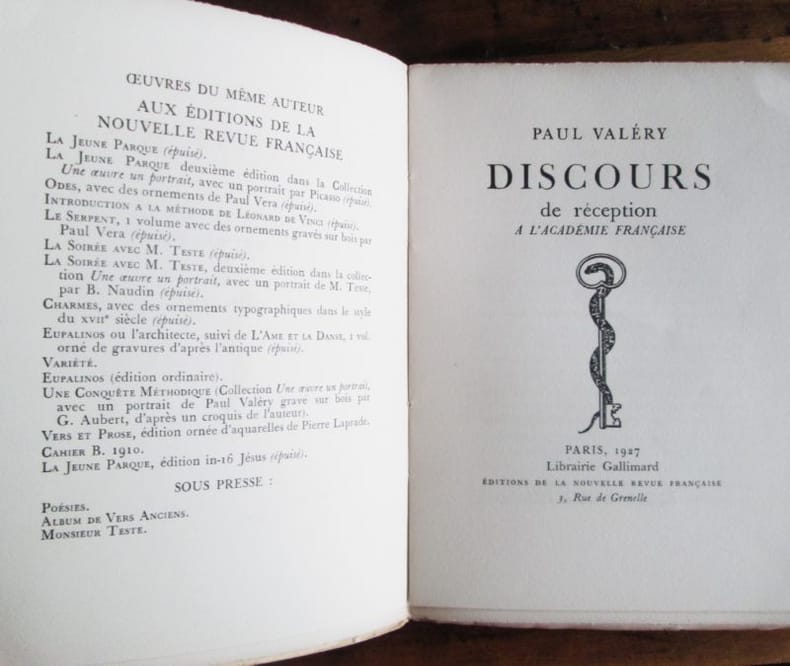 ŒUVRES DU MÊME AUTEUR
AUX ÉDITIONS DE LA
NOUVELLE REVUE FRANÇAISE
LA JEUNE PARQUE (épuisé).
LA JEUNE PARQUE deuxième édition dans la Collection
Une œuvre un portrait, avec un portrait par Picasso (épuisé).
ODES, avec des ornements de Paul Vera (épuisé).
INTRODUCTION A LA MÉTHODE DE LÉONARD DE VINCI (épuisé).
LE SERPENT, 1 volume avec des ornements gravés sur bois par
Paul Vera (épuisé).
LA SOIRÉE AVEC M. TESTE (épuisé).
LA SOIRÉE AVEC M. TESTE, deuxième édition dans la collec-
tion Une œuvre un portrait, avec un portrait de M. Teste,
par B. Naudin (épuisé).
CHARMES, avec des ornements typographiques dans le style
du XVIIe siècle (épuisé).
EUPALINOS ou l'architecte, suivi de L'AME ET LA DANSE, 1 vol.
orné de gravures d'après l'antique (épuisé).
VARIÉTÉ.
EUPALINOS (édition ordinaire).
UNE CONQUÊTE MÉTHODIQUE (Collection Une œuvre un portrait,
avec un portrait de Paul Valéry grave sur bois par
G. Aubert, d'après un croquis de l'auteur).
VERS ET PROSE, édition ornée d'aquarelles de Pierre Laprade.
CAHIER B. 1910.
LA JEUNE PARQUE, édition in-16 Jésus (épuisé).
SOUS PRESSE :
POÉSIES.
ALBUM DE VERS ANCIENS.
MONSIEUR TESTE.
PAUL VALÉRY
DISCOURS
de réception
A L'ACADÉMIE FRANÇAISE
PARIS, 1927
Librairie Gallimard
ÉDITIONS DE LA NOUVELLE REVUE FRANÇAISE
3, Rue de Grenelle